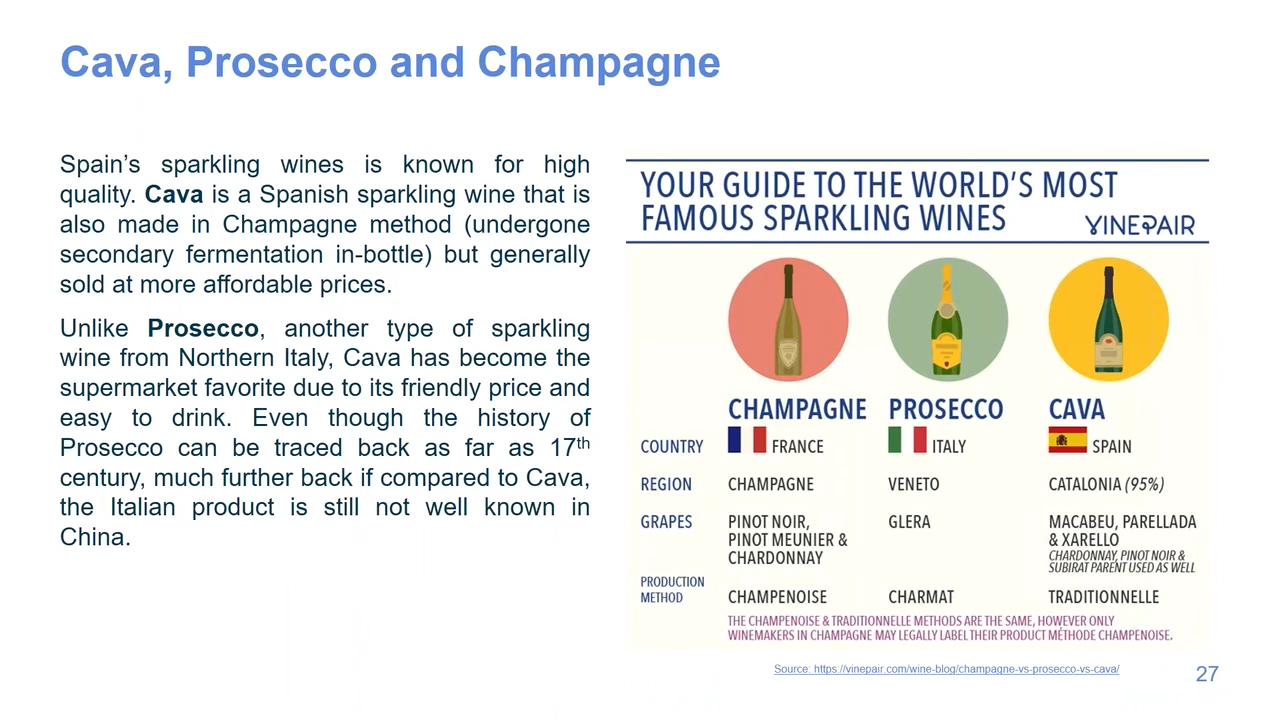 Cava, Prosecco and Champagne
Spain’s sparkling wines is known for high
quality. Cava is a Spanish sparkling wine that is
also made in Champagne method (undergone
secondary fermentation in-bottle) but generally
sold at more affordable prices.
Unlike Prosecco, another type of sparkling
wine from Northern Italy, Cava has become the
supermarket favorite due to its friendly price and
easy to drink. Even though the history of
Prosecco can be traced back as far as 17th
century, much further back if compared to Cava,
the Italian product is still not well known in
China.
YOUR GUIDE TO THE WORLD’S MOST
FAMOUS SPARKLING WINES
VINEPAIR
CHAMPAGNE PROSECCO CAVA
COUNTRY FRANCE ITALY SPAIN
REGION CHAMPAGNE VENETO CATALONIA (95%)
GRAPES PINOT NOIR, GLERA MACABEU, PARELLADA
PINOT MEUNIER & & XARELLO
CHARDONNAY CHARDONNAY, PINOT NOIR &
SUBIRAT PARENT USED AS WELL
PRODUCTION
METHOD CHAMPENOISE CHARMAT TRADITIONNELLE
THE CHAMPENOISE & TRADITIONNELLE METHODS ARE THE SAME, HOWEVER ONLY
WINEMAKERS IN CHAMPAGNE MAY LEGALLY LABEL THEIR PRODUCT MÉTHODE CHAMPENOISE.
Source: https://vinepair.com/wine-blog/champagne-vs-prosecco-vs-cava/
27